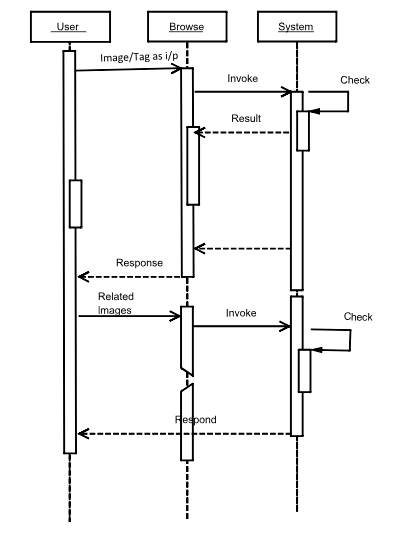 User
Browse
System
Image/Tag as i/p
Invoke
Check
Result
Response
Related
Images
Invoke
Check
Respond